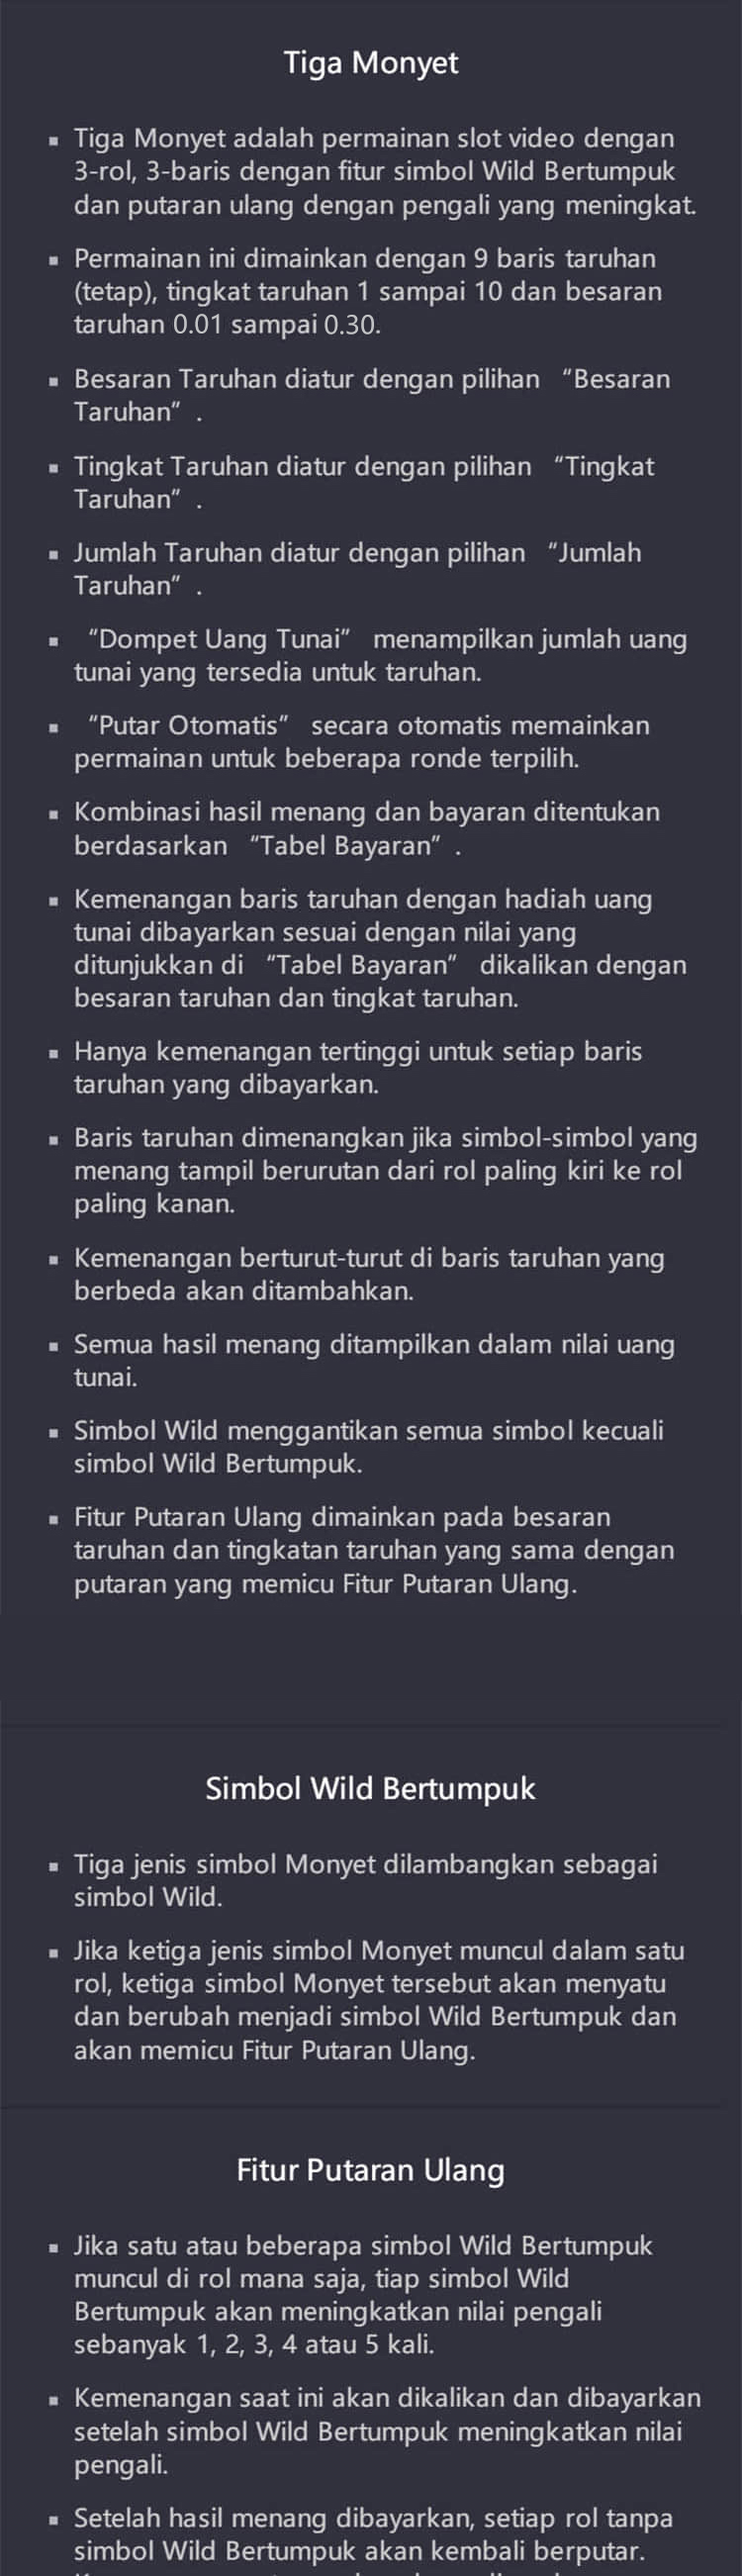 Tiga Monyet
▪ Tiga Monyet adalah permainan slot video dengan
3-rol, 3-baris dengan fitur simbol Wild Bertumpuk
dan putaran ulang dengan pengali yang meningkat.
▪ Permainan ini dimainkan dengan 9 baris taruhan
(tetap), tingkat taruhan 1 sampai 10 dan besaran
taruhan 0.01 sampai 0.30.
▪ Besaran Taruhan diatur dengan pilihan “Besaran
Taruhan” .
▪ Tingkat Taruhan diatur dengan pilihan “Tingkat
Taruhan” .
▪ Jumlah Taruhan diatur dengan pilihan “Jumlah
Taruhan” .
▪ “Dompet Uang Tunai” menampilkan jumlah uang
tunai yang tersedia untuk taruhan.
▪ “Putar Otomatis” secara otomatis memainkan
permainan untuk beberapa ronde terpilih.
▪ Kombinasi hasil menang dan bayaran ditentukan
berdasarkan “Tabel Bayaran” .
▪ Kemenangan baris taruhan dengan hadiah uang
tunai dibayarkan sesuai dengan nilai yang
ditunjukkan di “Tabel Bayaran” dikalikan dengan
besaran taruhan dan tingkat taruhan.
▪ Hanya kemenangan tertinggi untuk setiap baris
taruhan yang dibayarkan.
▪ Baris taruhan dimenangkan jika simbol-simbol yang
menang tampil berurutan dari rol paling kiri ke rol
paling kanan.
▪ Kemenangan berturut-turut di baris taruhan yang
berbeda akan ditambahkan.
▪ Semua hasil menang ditampilkan dalam nilai uang
tunai.
▪ Simbol Wild menggantikan semua simbol kecuali
simbol Wild Bertumpuk.
▪ Fitur Putaran Ulang dimainkan pada besaran
taruhan dan tingkatan taruhan yang sama dengan
putaran yang memicu Fitur Putaran Ulang.
Simbol Wild Bertumpuk
▪ Tiga jenis simbol Monyet dilambangkan sebagai
simbol Wild.
▪ Jika ketiga jenis simbol Monyet muncul dalam satu
rol, ketiga simbol Monyet tersebut akan menyatu
dan berubah menjadi simbol Wild Bertumpuk dan
akan memicu Fitur Putaran Ulang.
Fitur Putaran Ulang
▪ Jika satu atau beberapa simbol Wild Bertumpuk
muncul di rol mana saja, tiap simbol Wild
Bertumpuk akan meningkatkan nilai pengali
sebanyak 1, 2, 3, 4 atau 5 kali.
▪ Kemenangan saat ini akan dikalikan dan dibayarkan
setelah simbol Wild Bertumpuk meningkatkan nilai
pengali.
▪ Setelah hasil menang dibayarkan, setiap rol tanpa
simbol Wild Bertumpuk akan kembali berputar.